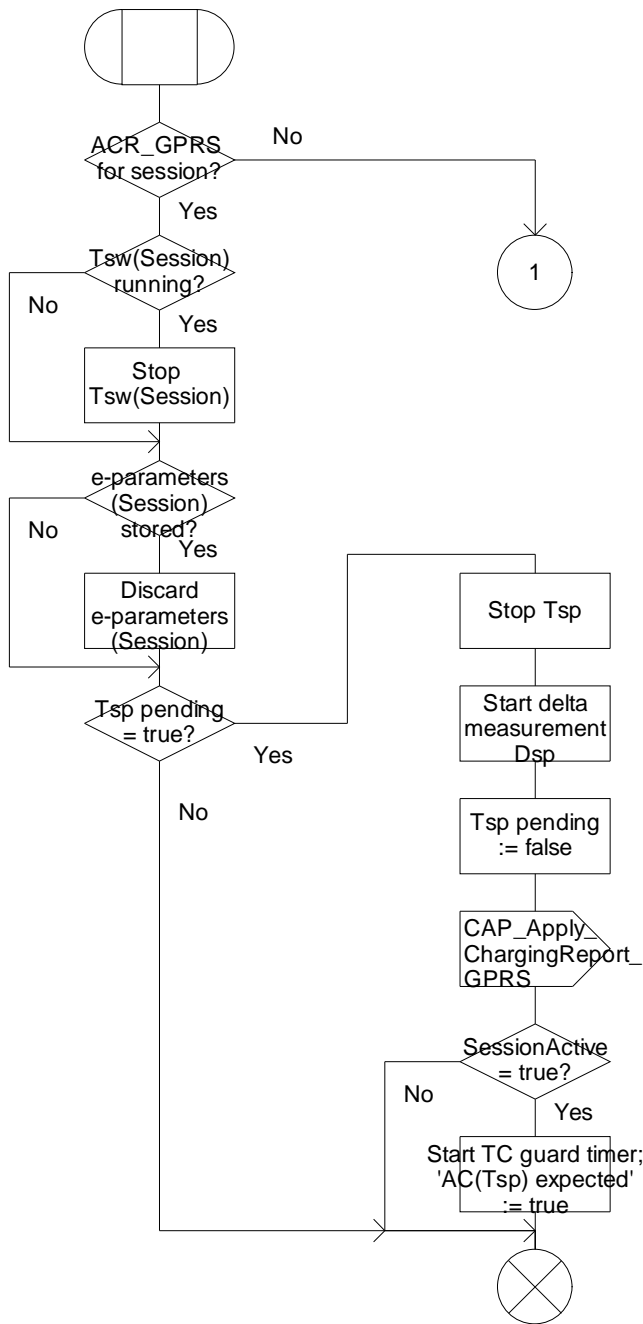 ACR_GPRS
for session?
No
Yes
1
Tsw(Session)
running?
No
Yes
Stop
Tsw(Session)
e-parameters
(Session)
stored?
No
Yes
Discard
e-parameters
(Session)
Tsp pending
= true?
Yes
No
Stop Tsp
Start delta
measurement
Dsp
Tsp pending
:= false
CAP_Apply_
ChargingReport_
GPRS
SessionActive
= true?
No
Yes
Start TC guard timer;
'AC(Tsp) expected'
:= true